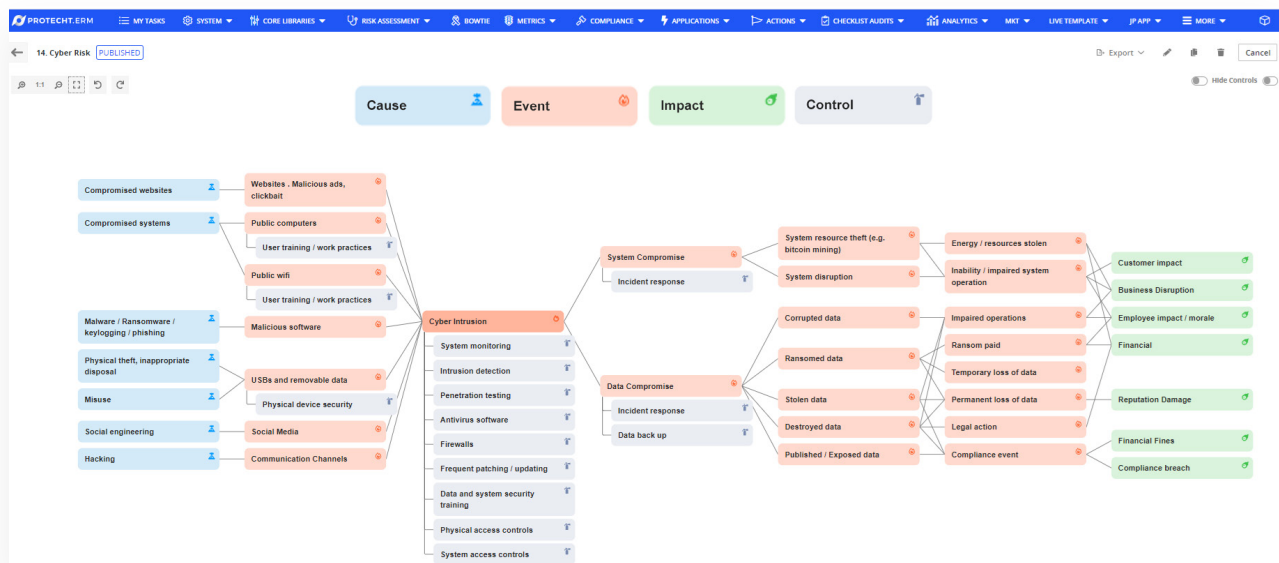 PROTECHT.ERM
MY TASKS
SYSTEM
CORE LIBRARIES
RISK ASSESSMENT
BOWTIE
METRICS
COMPLIANCE
APPLICATIONS
ACTIONS
CHECKLIST AUDITS
ANALYTICS
MKT
LIVE TEMPLATE
JP APP
MORE
14. Cyber Risk
PUBLISHED
Export
Cancel
1:1
Hide Controls
Cause
Event
Impact
Control
Compromised websites
Compromised systems
Malware / Ransomware /
keylogging / phishing
Physical theft, inappropriate
disposal
Misuse
Social engineering
Hacking
Websites . Malicious ads,
clickbait
Public computers
User training / work practices
Public wifi
User training / work practices
Malicious software
USBs and removable data
Physical device security
Social Media
Communication Channels
Cyber Intrusion
System monitoring
Intrusion detection
Penetration testing
Antivirus software
Firewalls
Frequent patching / updating
Data and system security
training
Physical access controls
System access controls
System Compromise
Incident response
Data Compromise
Incident response
Data back up
System resource theft (e.g.
bitcoin mining)
System disruption
Corrupted data
Ransomed data
Stolen data
Destroyed data
Published / Exposed data
Energy / resources stolen
Inability / impaired system
operation
Impaired operations
Ransom paid
Temporary loss of data
Permanent loss of data
Legal action
Compliance event
Customer impact
Business Disruption
Employee impact / morale
Financial
Reputation Damage
Financial Fines
Compliance breach